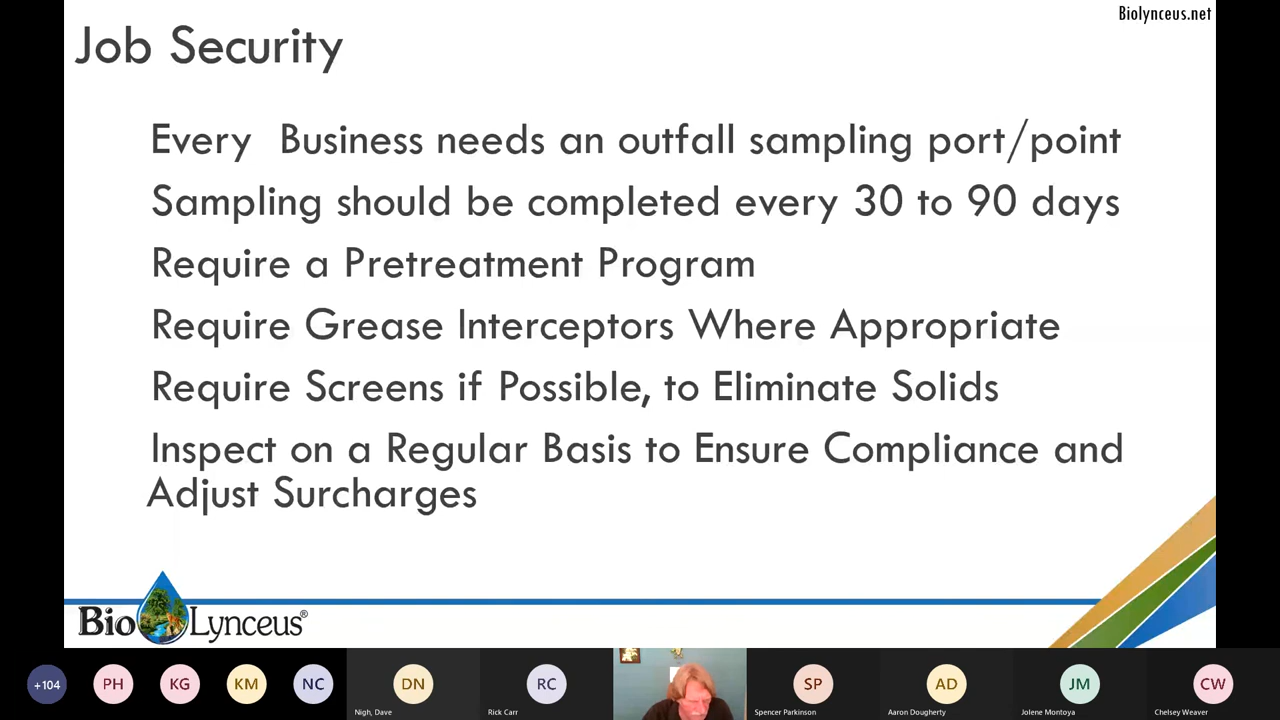 Biolynceus.net
Job Security
Every Business needs an outfall sampling port/point
Sampling should be completed every 30 to 90 days
Require a Pretreatment Program
Require Grease Interceptors Where Appropriate
Require Screens if Possible, to Eliminate Solids
Inspect on a Regular Basis to Ensure Compliance and
Adjust Surcharges
Bio Lynceus®
+104 PH KG KM NC DN RC SP AD JM CW
Nigh, Dave Rick Carr Spencer Parkinson Aaron Dougherty Jolene Montoya Chelsey Weaver